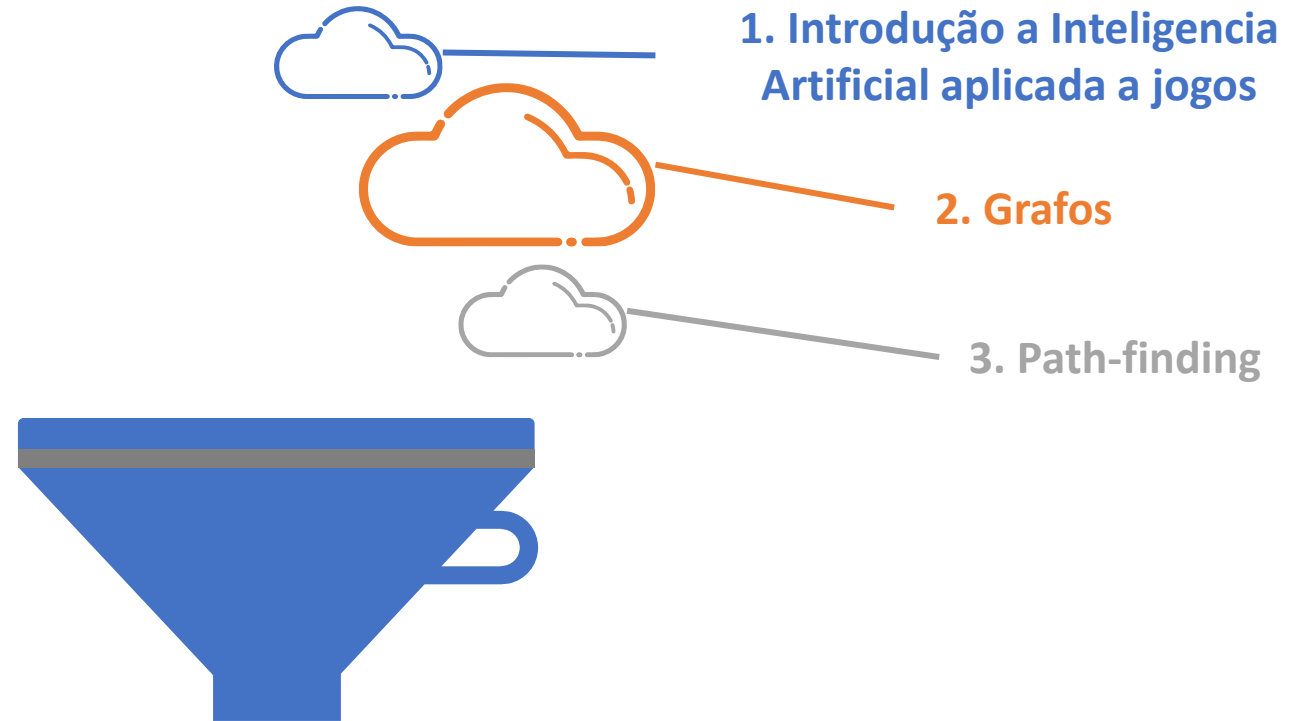 1. Introdução a Inteligencia
Artificial aplicada a jogos
2. Grafos
3. Path-finding